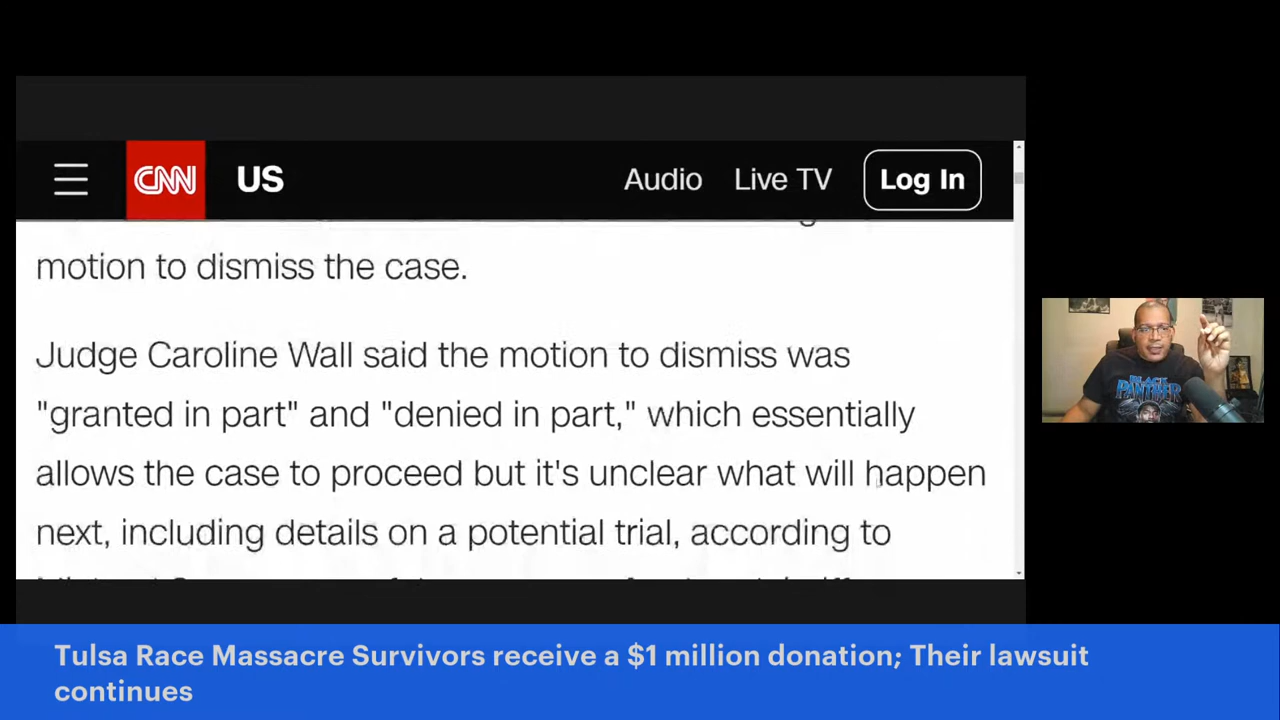 CNN US Audio Live TV Log In
motion to dismiss the case.
Judge Caroline Wall said the motion to dismiss was
"granted in part" and "denied in part," which essentially
allows the case to proceed but it's unclear what will happen
next, including details on a potential trial, according to
BLACK
PANTHER
Tulsa Race Massacre Survivors receive a $1 million donation; Their lawsuit
continues